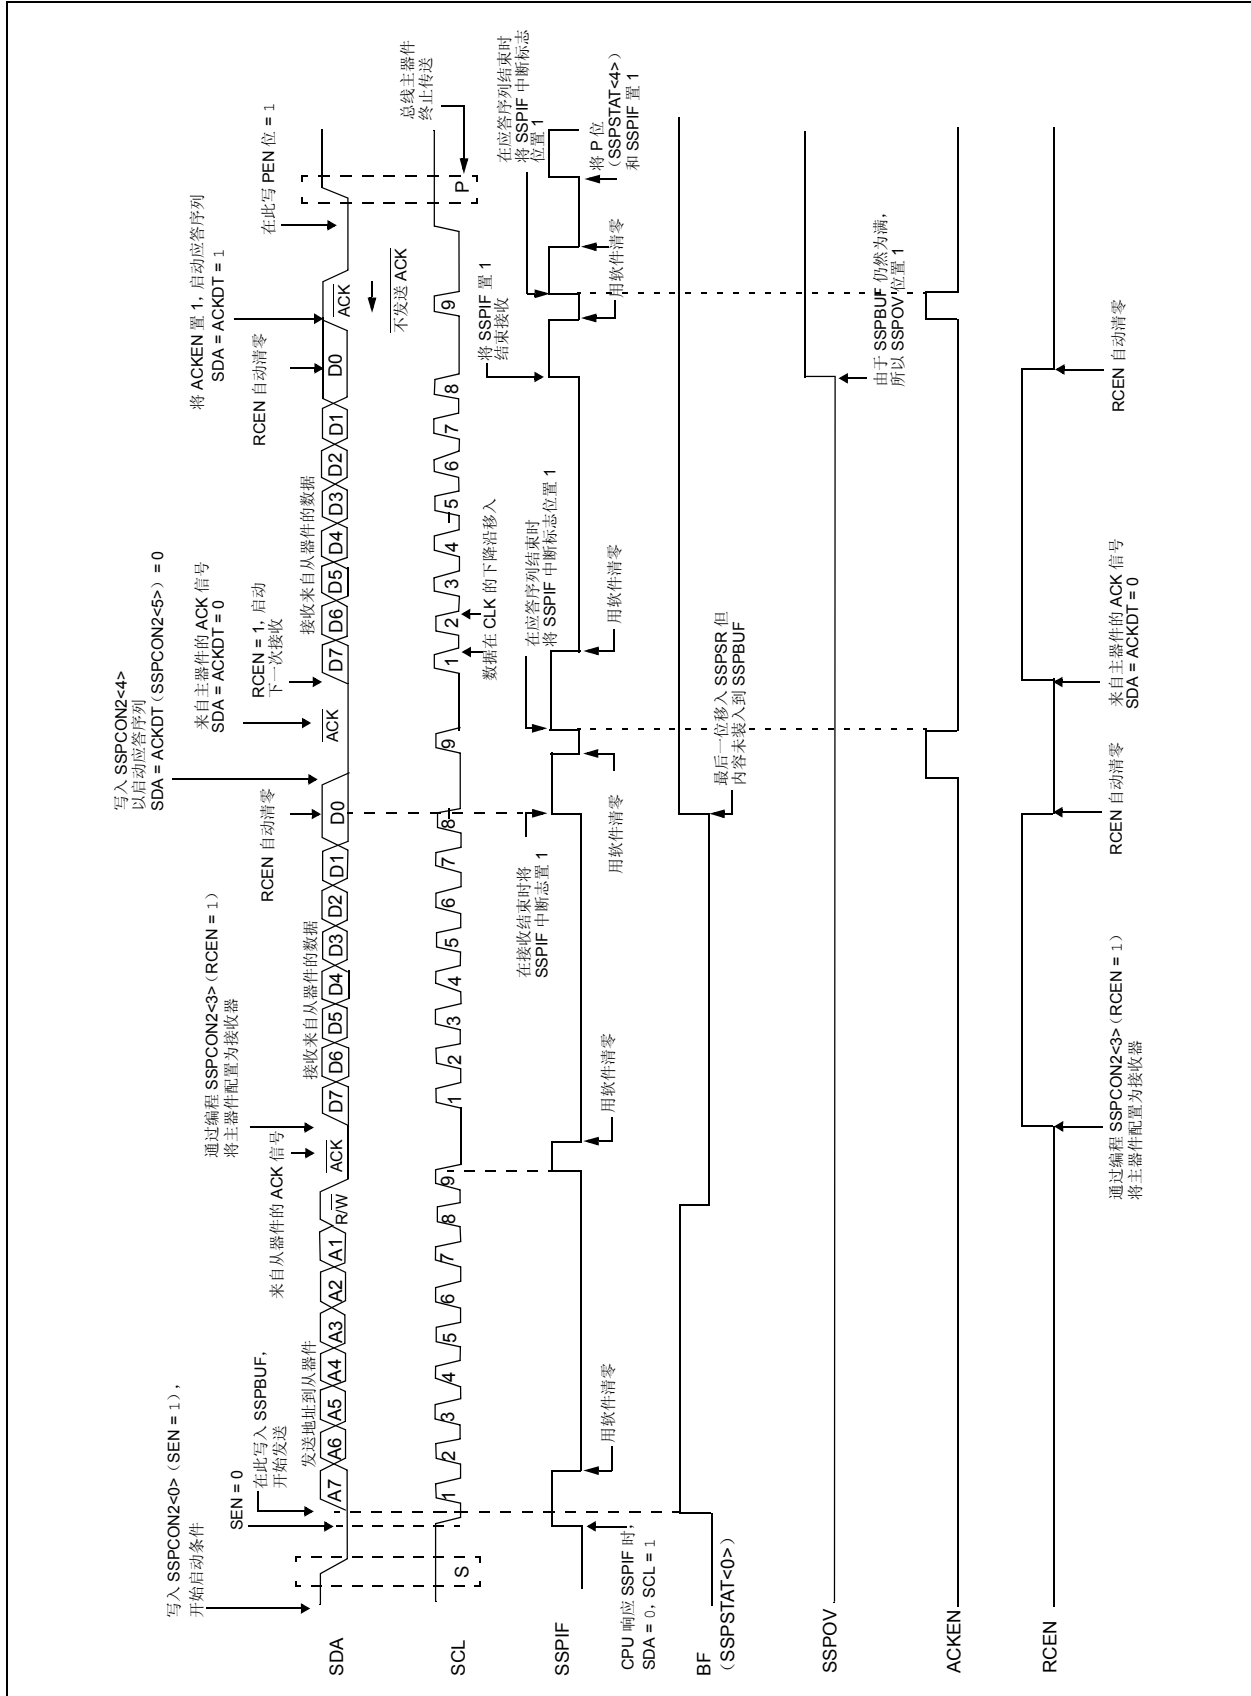 写入 SSPCON2<0>（SEN = 1），
开始启动条件
SEN = 0
在此写入 SSPBUF，
开始发送
发送地址到从器件
来自从器件的 ACK 信号
通过编程 SSPCON2<3>（RCEN = 1）
将主器件配置为接收器
接收来自从器件的数据
RCEN 自动清零
写入 SSPCON2<4>
以启动应答序列
SDA = ACKDT（SSPCON2<5>）= 0
来自主器件的 ACK 信号
SDA = ACKDT = 0
RCEN = 1，启动
下一次接收
接收来自从器件的数据
RCEN 自动清零
将 ACKEN 置 1，启动应答序列
SDA = ACKDT = 1
在此写 PEN 位 = 1
总线主器件
终止传送
SDA
A7 A6 A5 A4 A3 A2 A1 R/W ACK D7 D6 D5 D4 D3 D2 D1 D0 ACK D7 D6 D5 D4 D3 D2 D1 D0 ACK
不发送 ACK
SCL
S 1 2 3 4 5 6 7 8 9 1 2 3 4 5 6 7 8 9 1 2 3 4 5 6 7 8 9 P
数据在 CLK 的下降沿移入
在接收结束时将
SSPIF 中断标志置 1
在应答序列结束时
将 SSPIF 中断标志位置 1
将 SSPIF 置 1
结束接收
在应答序列结束时
将 SSPIF 中断标志
位置 1
SSPIF
CPU 响应 SSPIF 时，
SDA = 0，SCL = 1
用软件清零
用软件清零
用软件清零
用软件清零
用软件清零
用软件清零
将 P 位
（SSPSTAT<4>）
和 SSPIF 置 1
BF
（SSPSTAT<0>）
最后一位移入 SSPSR 但
内容未装入到 SSPBUF
SSPOV
由于 SSPBUF 仍然为满，
所以 SSPOV 位置 1
ACKEN
RCEN
通过编程 SSPCON2<3>（RCEN = 1）
将主器件配置为接收器
RCEN 自动清零
来自主器件的 ACK 信号
SDA = ACKDT = 0
RCEN 自动清零